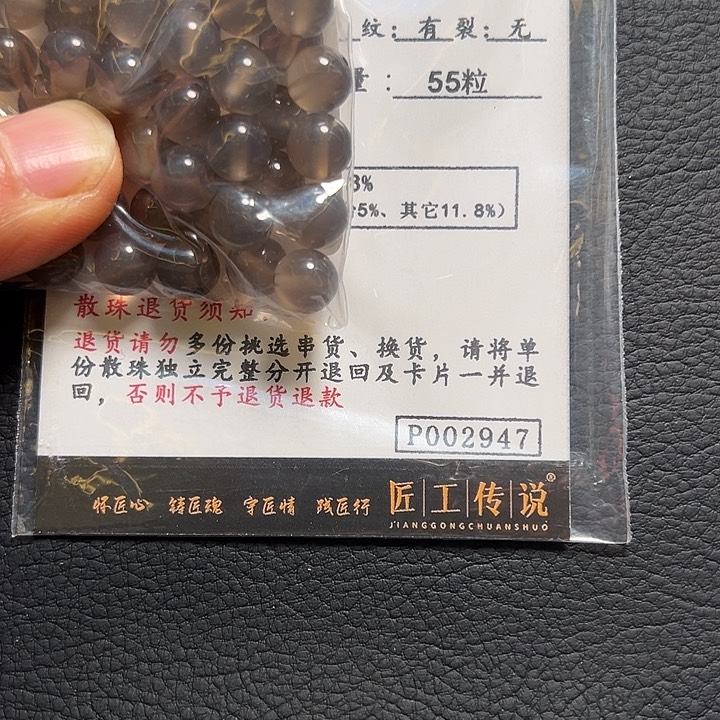 纹：有 裂：无
量： 55粒
8%
5%、其它11.8%）
散珠退货须知
退货请勿多份挑选串货、换货，请将单
份散珠独立完整分开退回及卡片一并退
回，否则不予退货退款
P002947
怀匠心 铸匠魂 守匠情 践匠行
匠工传说®
JIANGGONGCHUANSHUO